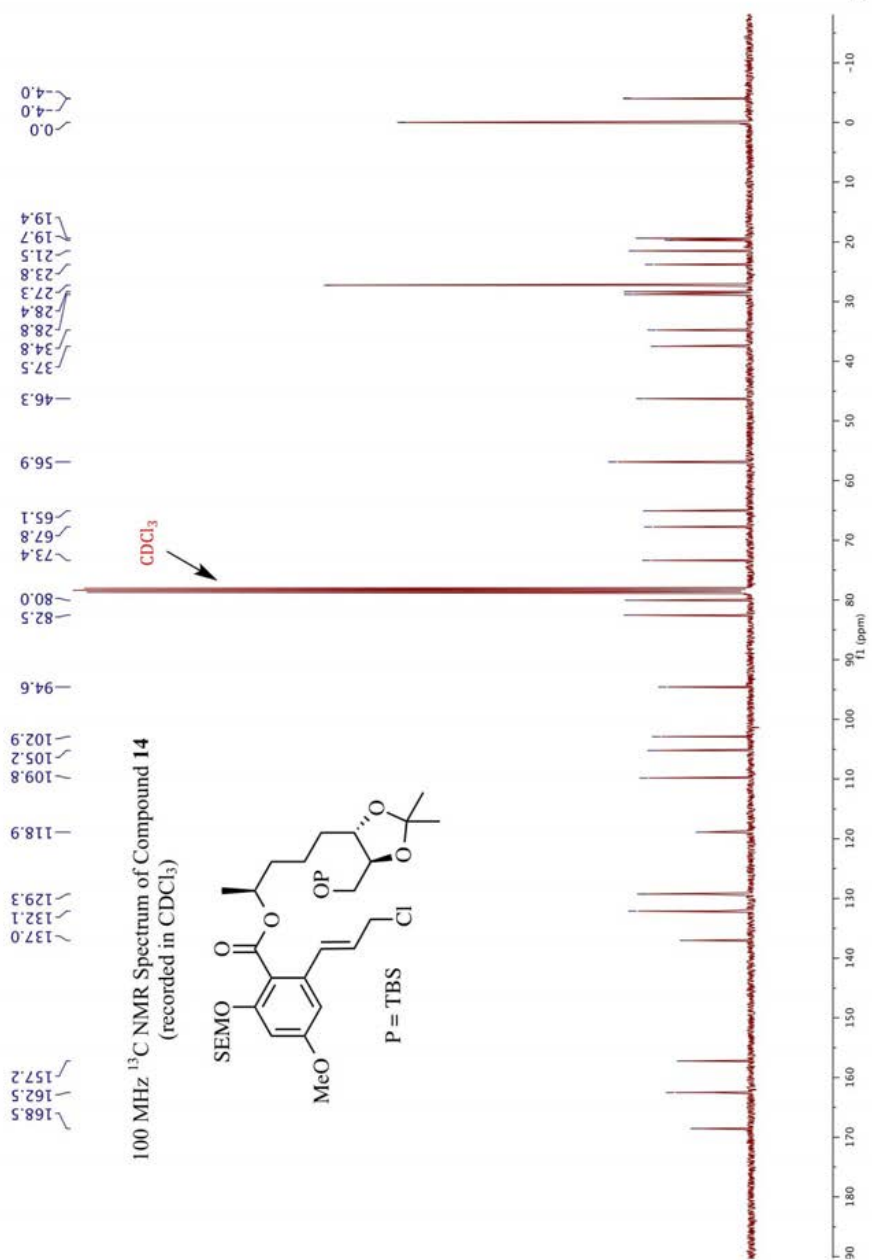 168.5
162.5
157.2
137.0
132.1
129.3
118.9
109.8
105.2
102.9
94.6
82.5
80.0
73.4
67.8
65.1
56.9
46.3
37.5
34.8
28.8
28.4
27.3
23.8
21.5
19.7
19.4
0.0
-4.0
-4.0
100 MHz ¹³C NMR Spectrum of Compound 14
(recorded in CDCl₃)
CDCl₃
SEMO
O
O
OP
O
O
MeO
Cl
P = TBS
90 180 170 160 150 140 130 120 110 100 90 80 70 60 50 40 30 20 10 0 -10
f1 (ppm)